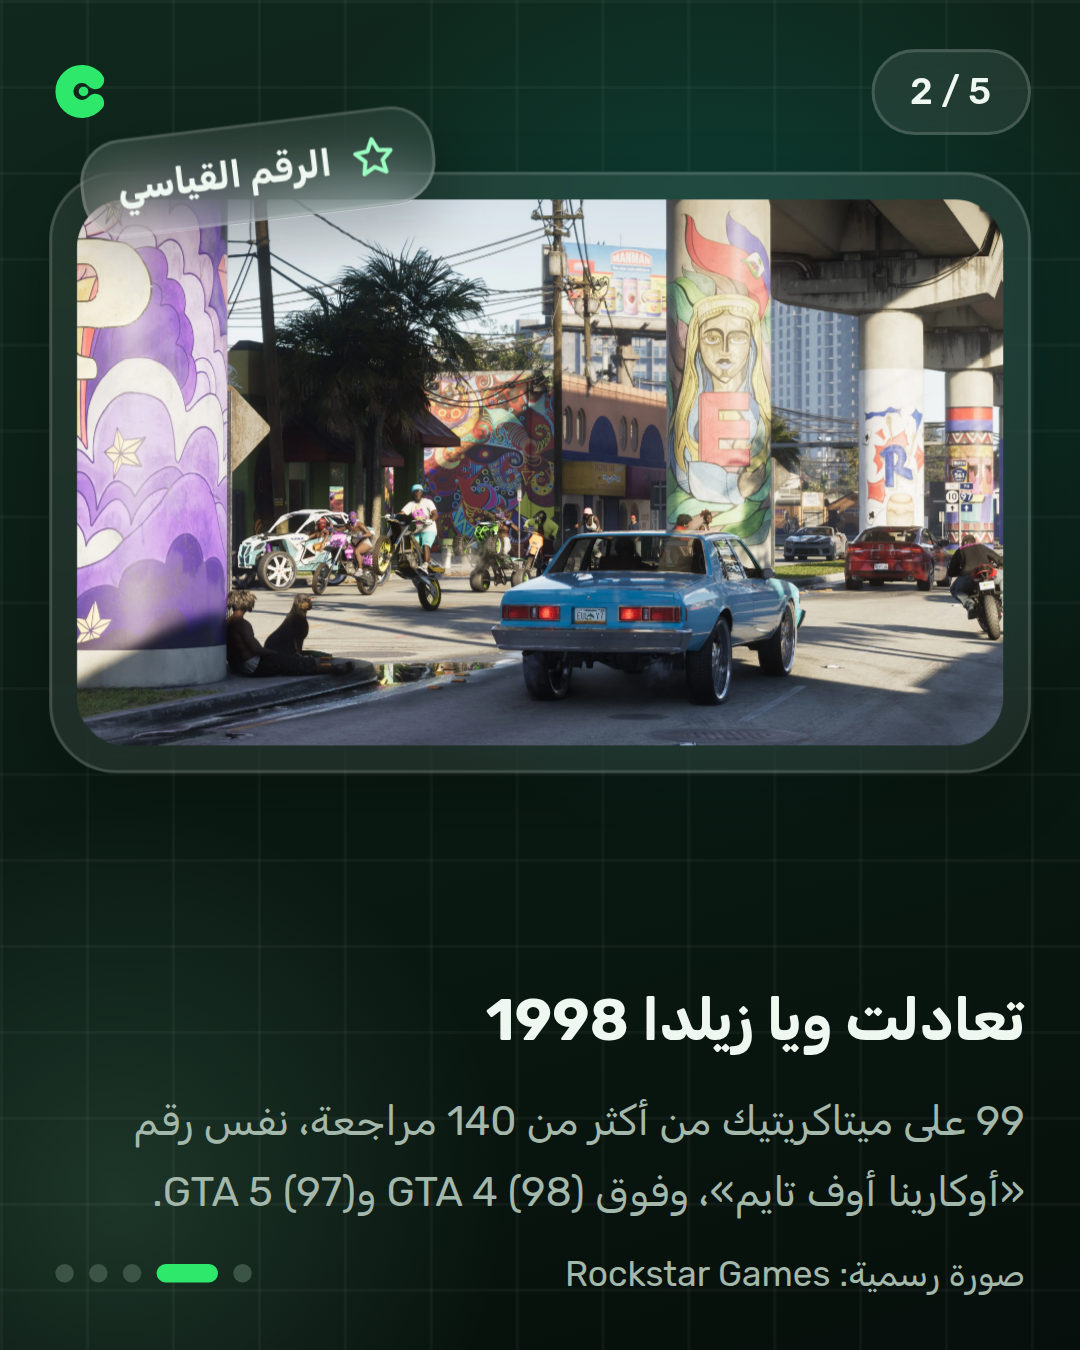 2 / 5
الرقم القياسي
MARHAN
E
R
تعادلت ويا زيلدا 1998
99 على ميتاكريتيك من أكثر من 140 مراجعة، نفس رقم
«أوكارينا أوف تايم»، وفوق GTA 4 (98) وGTA 5 (97).
صورة رسمية: Rockstar Games